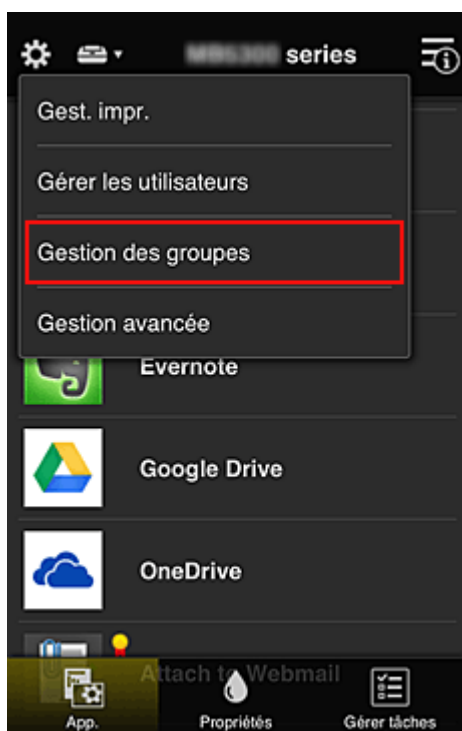 series
Gest. impr.
Gérer les utilisateurs
Gestion des groupes
Gestion avancée
Evernote
Google Drive
OneDrive
Attach to Webmail
App. Propriétés Gérer tâches